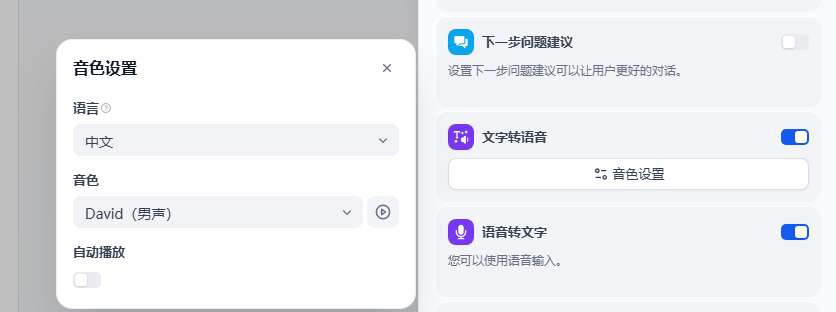 音色设置
语言
中文
音色
David（男声）
自动播放
下一步问题建议
设置下一步问题建议可以让用户更好的对话。
文字转语音
音色设置
语音转文字
您可以使用语音输入。